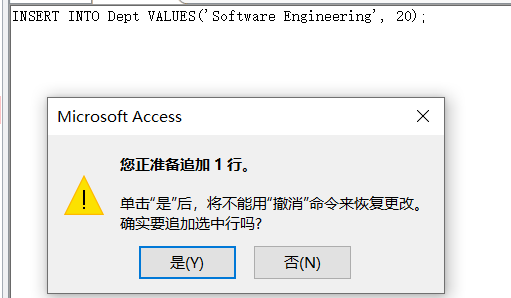 INSERT INTO Dept VALUES('Software Engineering', 20);
Microsoft Access
您正准备追加 1 行。
单击“是”后，将不能用“撤消”命令来恢复更改。
确实要追加选中行吗?
是(Y)
否(N)